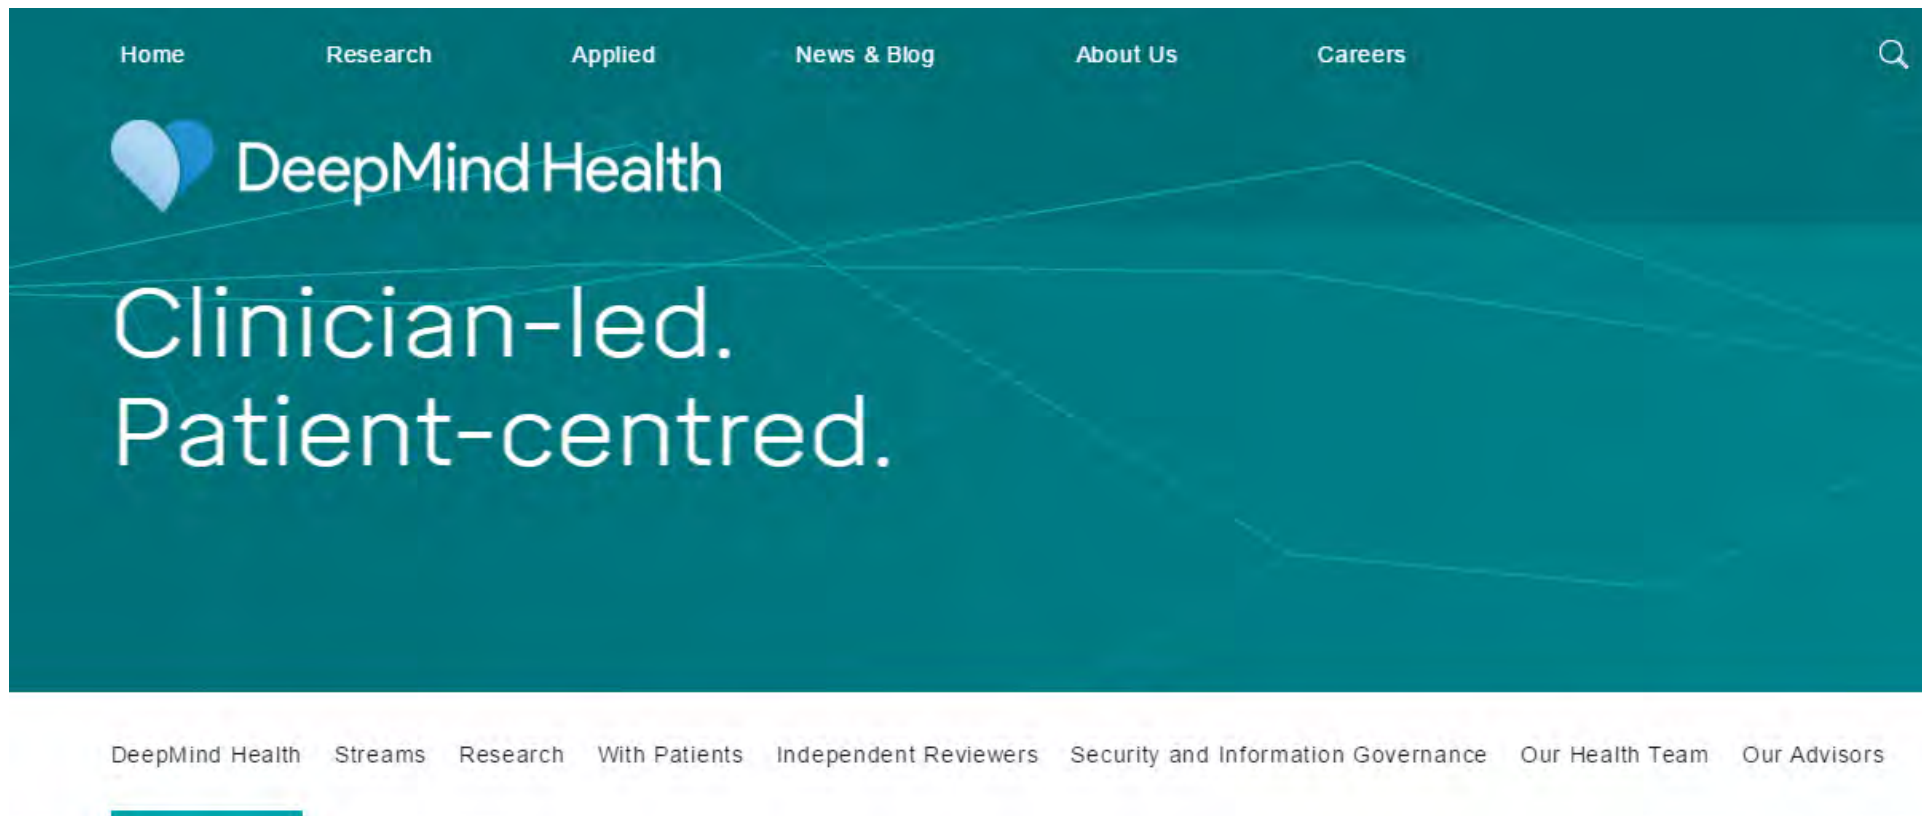 Home Research Applied News & Blog About Us Careers
DeepMind Health
Clinician-led.
Patient-centred.
DeepMind Health Streams Research With Patients Independent Reviewers Security and Information Governance Our Health Team Our Advisors